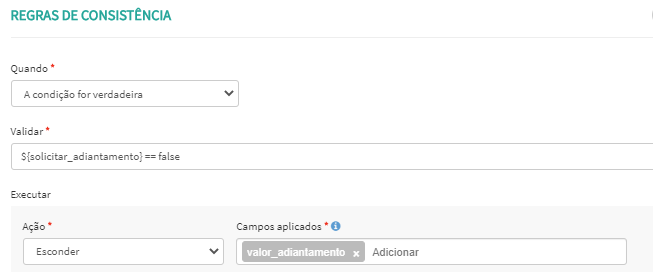 REGRAS DE CONSISTÊNCIA
Quando *
A condição for verdadeira
Validar *
${solicitar_adiantamento} == false
Executar
Ação * Campos aplicados *
Esconder valor_adiantamento × Adicionar